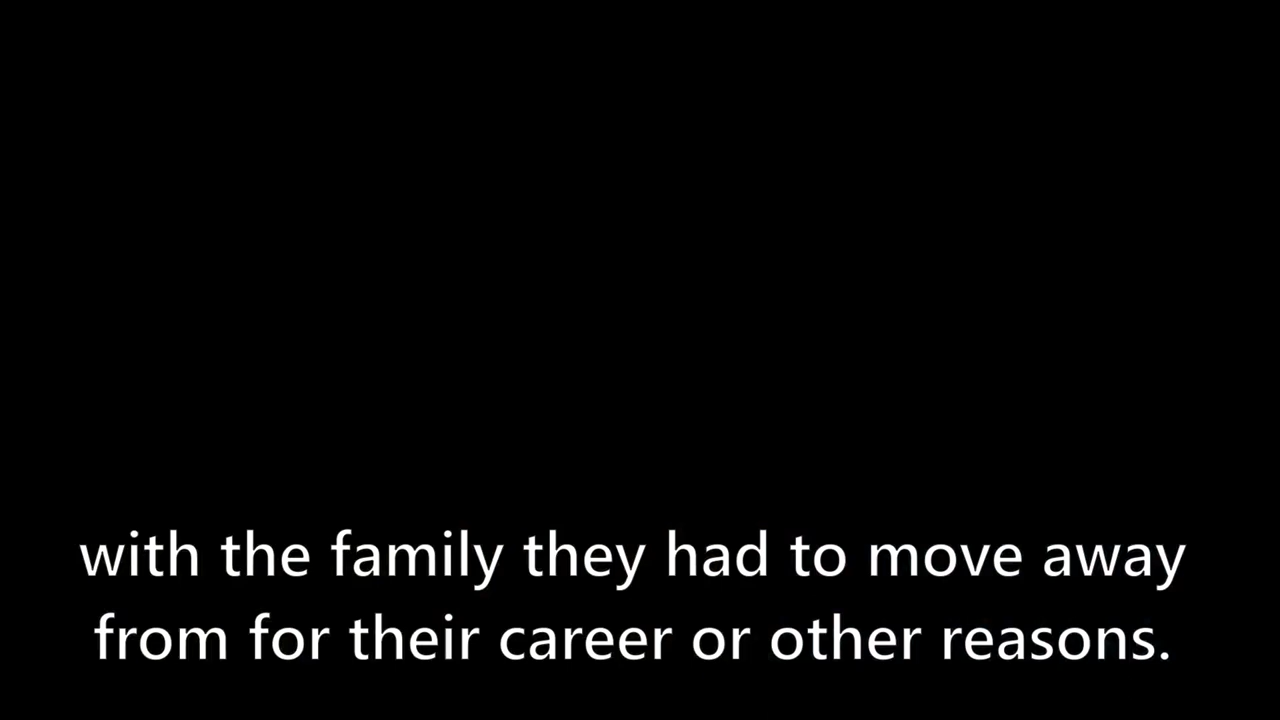 with the family they had to move away
from for their career or other reasons.